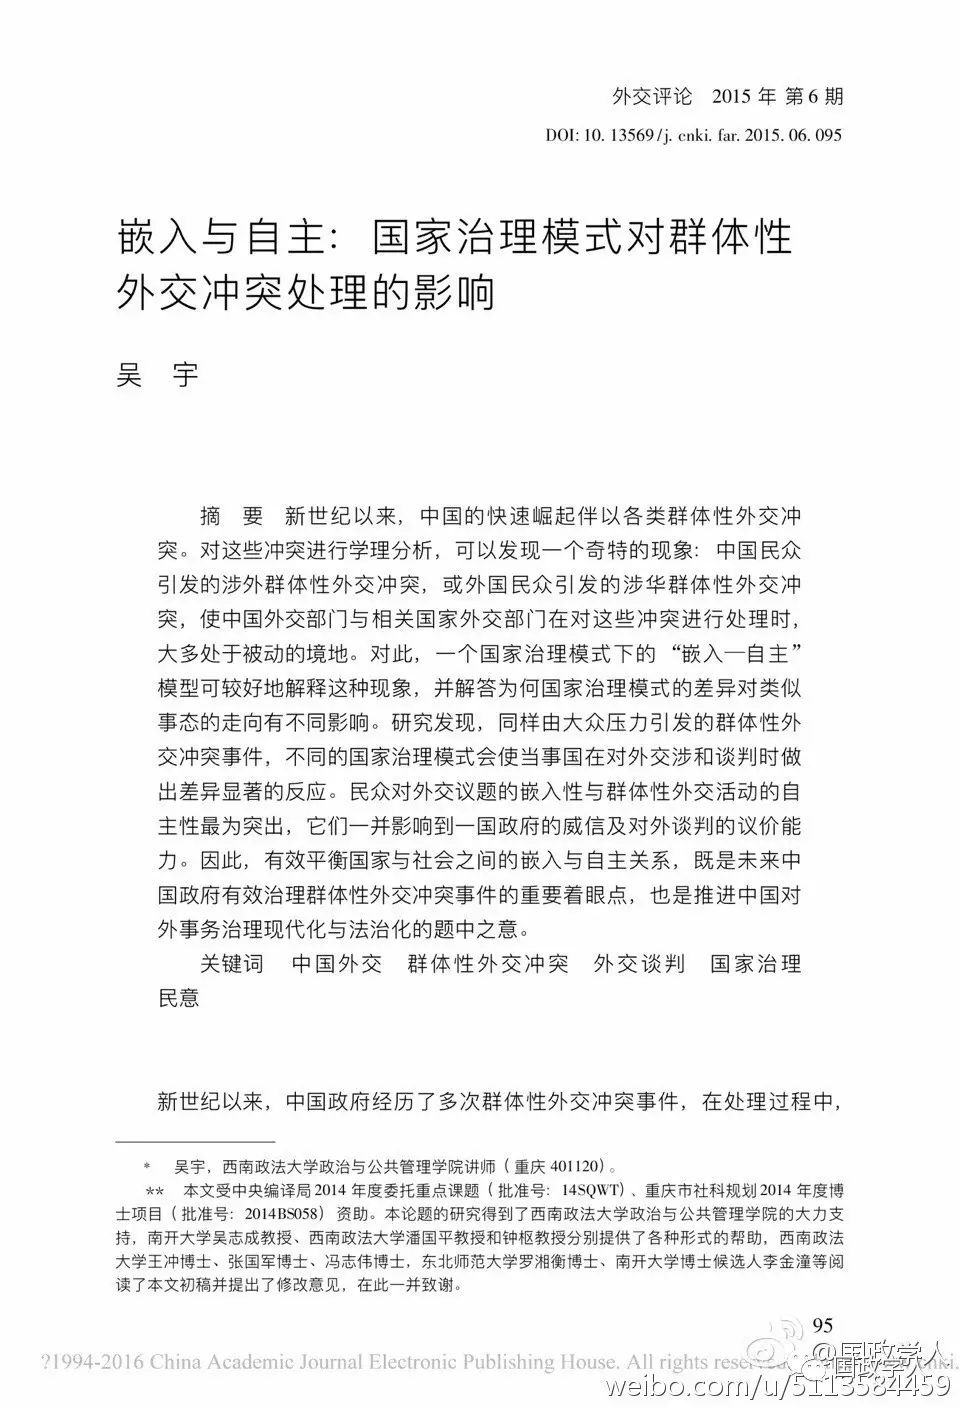 外交评论 2015 年 第 6 期
DOI: 10. 13569 / j. cnki. far. 2015. 06. 095
嵌入与自主：国家治理模式对群体性
外交冲突处理的影响
吴 宇
摘 要 新世纪以来，中国的快速崛起伴以各类群体性外交冲
突。对这些冲突进行学理分析，可以发现一个奇特的现象：中国民众
引发的涉外群体性外交冲突，或外国民众引发的涉华群体性外交冲
突，使中国外交部门与相关国家外交部门在对这些冲突进行处理时，
大多处于被动的境地。对此，一个国家治理模式下的“嵌入—自主”
模型可较好地解释这种现象，并解答为何国家治理模式的差异对类似
事态的走向有不同影响。研究发现，同样由大众压力引发的群体性外
交冲突事件，不同的国家治理模式会使当事国在对外交涉和谈判时做
出差异显著的反应。民众对外交议题的嵌入性与群体性外交活动的自
主性最为突出，它们一并影响到一国政府的威信及对外谈判的议价能
力。因此，有效平衡国家与社会之间的嵌入与自主关系，既是未来中
国政府有效治理群体性外交冲突事件的重要着眼点，也是推进中国对
外事务治理现代化与法治化的题中之意。
关键词 中国外交 群体性外交冲突 外交谈判 国家治理
民意
新世纪以来，中国政府经历了多次群体性外交冲突事件，在处理过程中，
* 吴宇，西南政法大学政治与公共管理学院讲师（重庆 401120）。
** 本文受中央编译局 2014 年度委托重点课题（批准号：14SQWT）、重庆市社科规划 2014 年度博
士项目（批准号：2014BS058）资助。本论题的研究得到了西南政法大学政治与公共管理学院的大力支
持，南开大学吴志成教授、西南政法大学潘国平教授和钟枢教授分别提供了各种形式的帮助，西南政法
大学王冲博士、张国军博士、冯志伟博士，东北师范大学罗湘衡博士、南开大学博士候选人李金潼等阅
读了本文初稿并提出了修改意见，在此一并致谢。
95
?1994-2016 China Academic Journal Electronic Publishing House. All rights reserved.
@国政学人
国政学人
weibo.com/u/5113584459